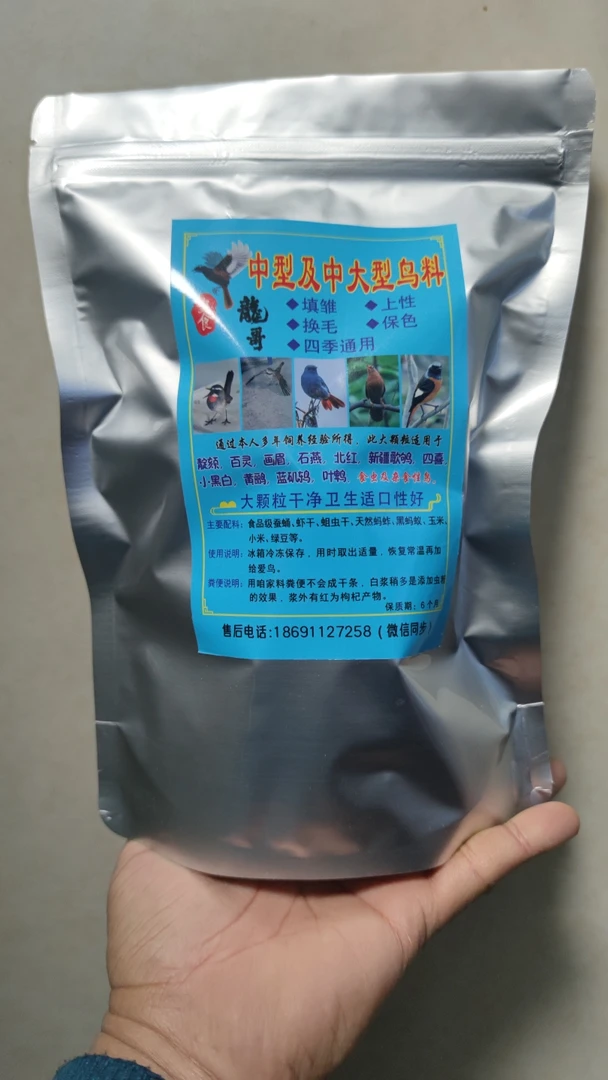 中型及中大型鸟料
龍哥
◆填雏 ◆上性
◆换毛 ◆保色
◆四季通用
通过本人多年饲养经验所得，此大颗粒适用于
靛颏，百灵，画眉，石燕，北红，新疆歌鸲，四喜，
小黑白，黄鹂，蓝矶鸫，叶鹎，食虫及杂食性鸟。
大颗粒干净卫生适口性好
主要配料：食品级蚕蛹、虾干、蛆虫干、天然蚂蚱、黑蚂蚁、玉米、
小米、绿豆等。
使用说明：冰箱冷冻保存，用时取出适量，恢复常温再加
给爱鸟。
粪便说明：用咱家料粪便不会成干条，白浆稍多是添加虫
的效果，浆外有红为枸杞产物。
保质期：6个月
售后电话:18691127258（微信同步）